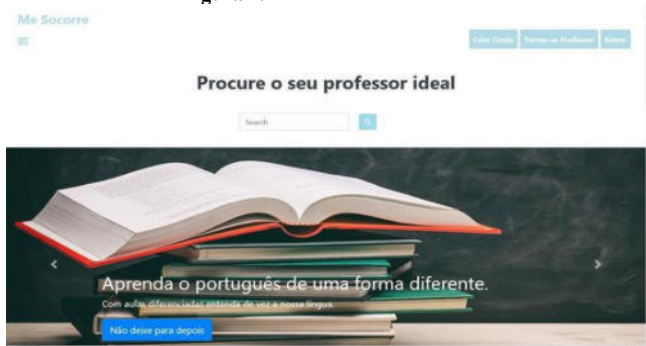 Me Socorre
Criar Conta Tornar-se Professor Entrar
Procure o seu professor ideal
Search
Aprenda o português de uma forma diferente.
Com aulas diferenciadas entenda de vez a nossa língua.
Não deixe para depois